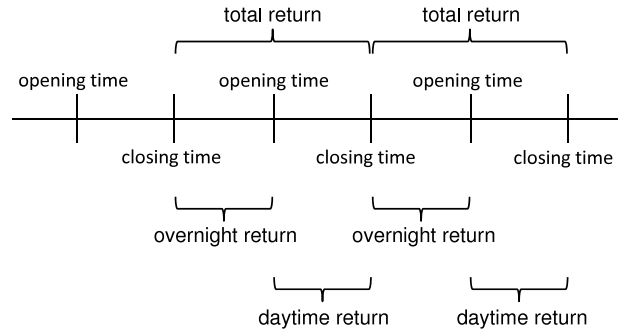 total return total return
opening time opening time opening time
closing time closing time closing time
overnight return overnight return
daytime return daytime return